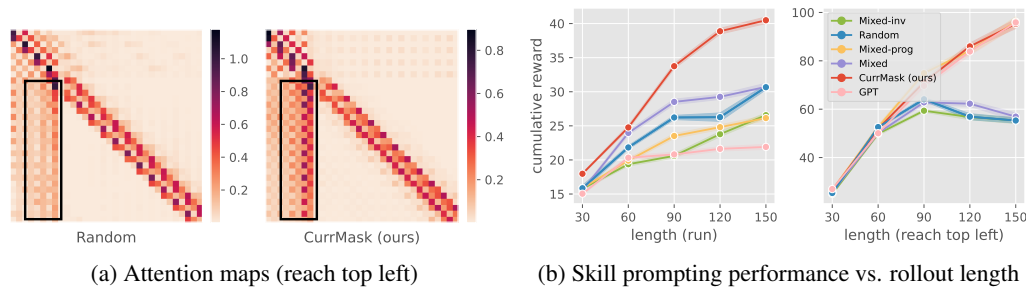 1.0
0.8
0.6
0.4
0.2
Random
0.8
0.6
0.4
0.2
CurrMask (ours)
(a) Attention maps (reach top left)
cumulative reward
40
35
30
25
20
15
30 60 90 120 150
length (run)
100
80
60
40
Mixed-inv
Random
Mixed-prog
Mixed
CurrMask (ours)
GPT
30 60 90 120 150
length (reach top left)
(b) Skill prompting performance vs. rollout length